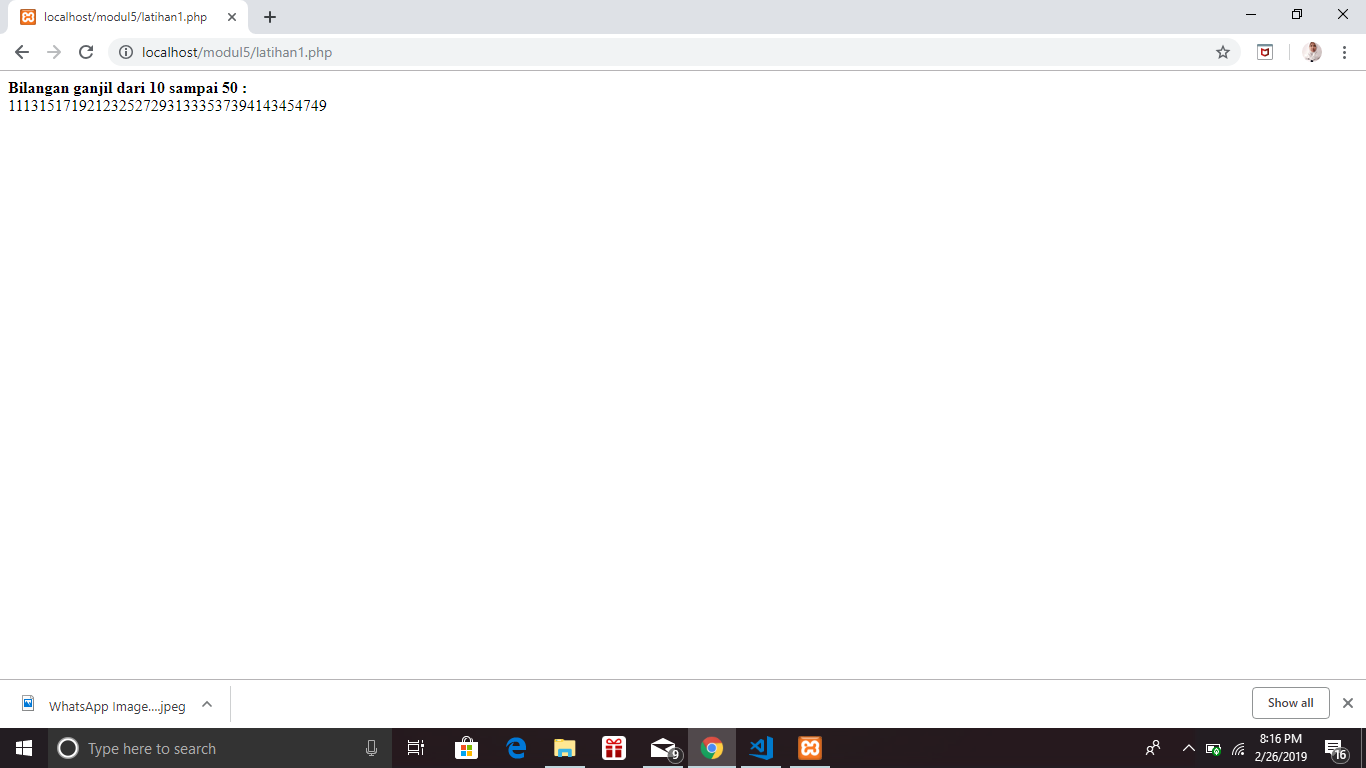 localhost/modul5/latihan1.php
localhost/modul5/latihan1.php
Bilangan ganjil dari 10 sampai 50 :
1113151719212325272931333537394143454749
WhatsApp Image....jpeg
Show all
Type here to search
9
8:16 PM
2/26/2019
16